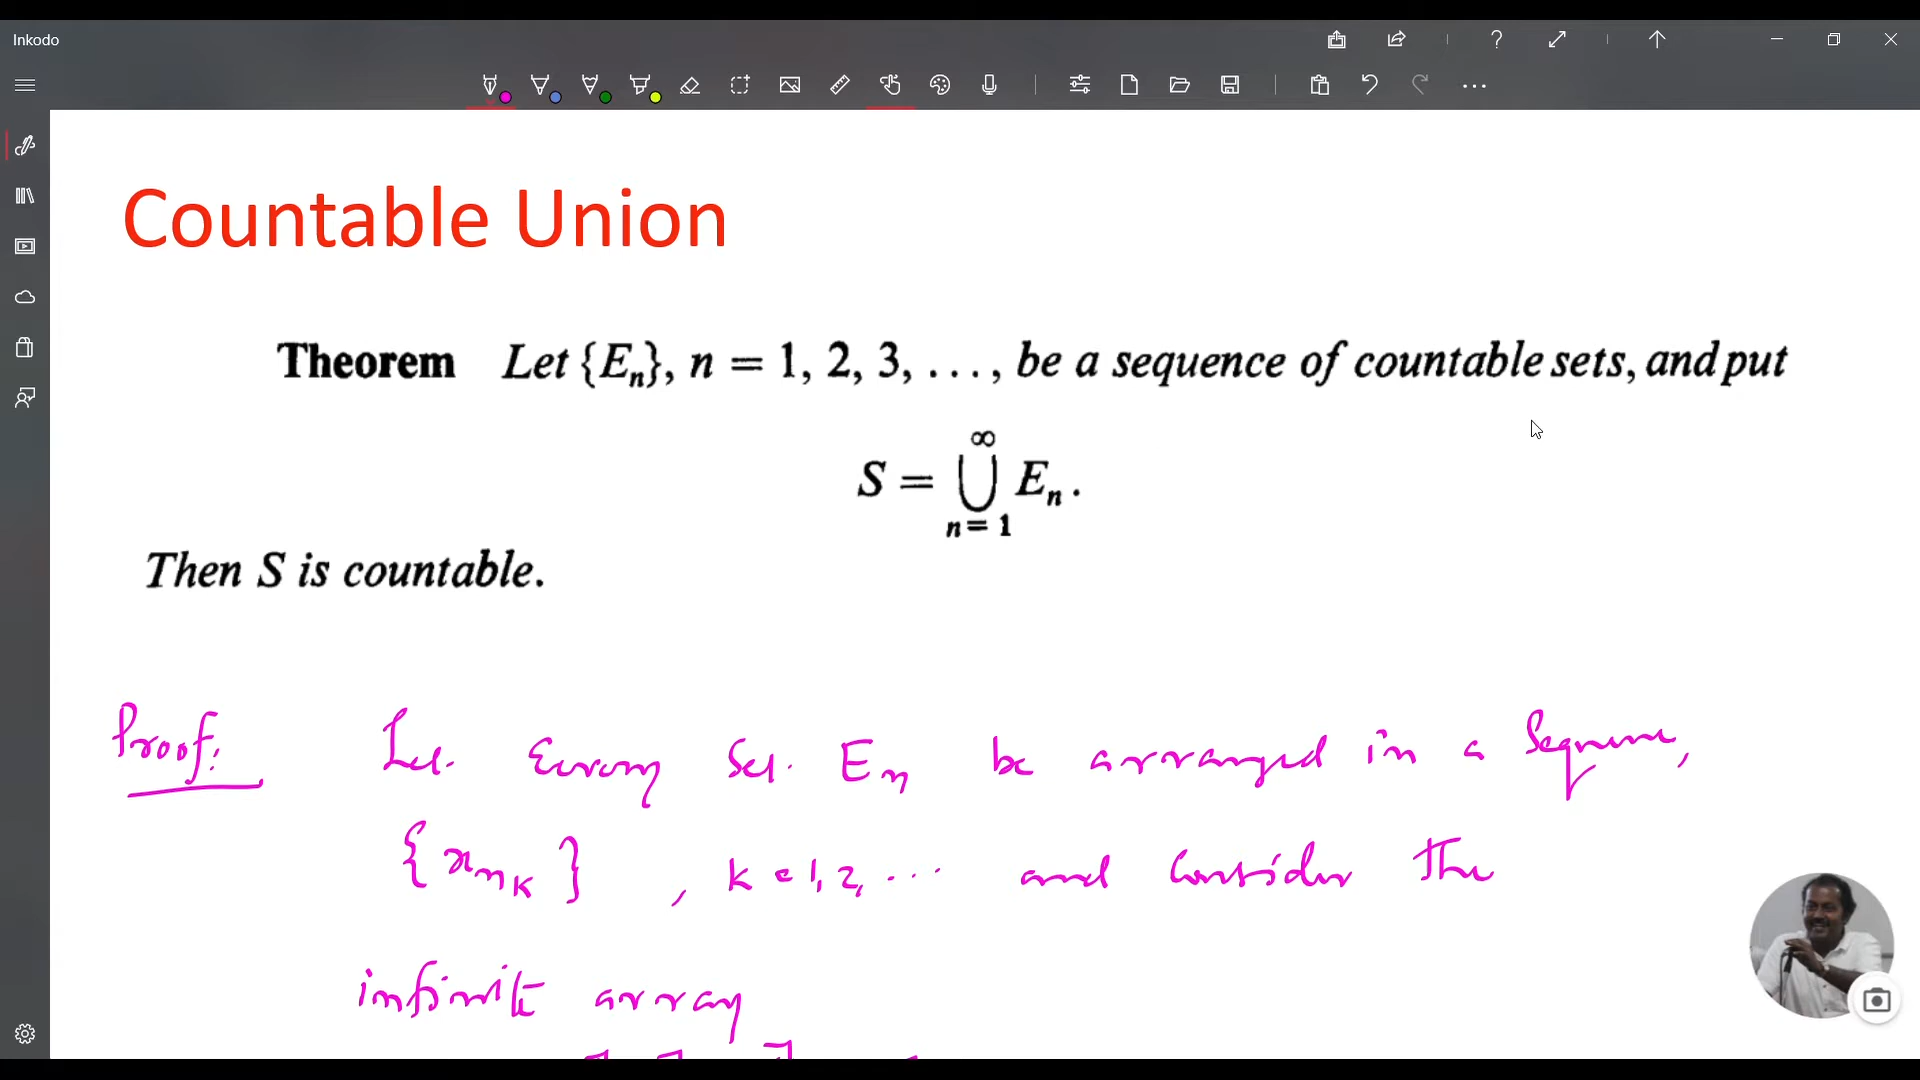 Inkodo
Countable Union
Theorem Let {Eₙ}, n = 1, 2, 3, ..., be a sequence of countable sets, and put
∞
S = ⋃ Eₙ.
n = 1
Then S is countable.
Proof: Let Every Set Eₙ be arranged in a Sequence,
{xₙₖ} , k = 1, 2, ... and Consider the
infinite array